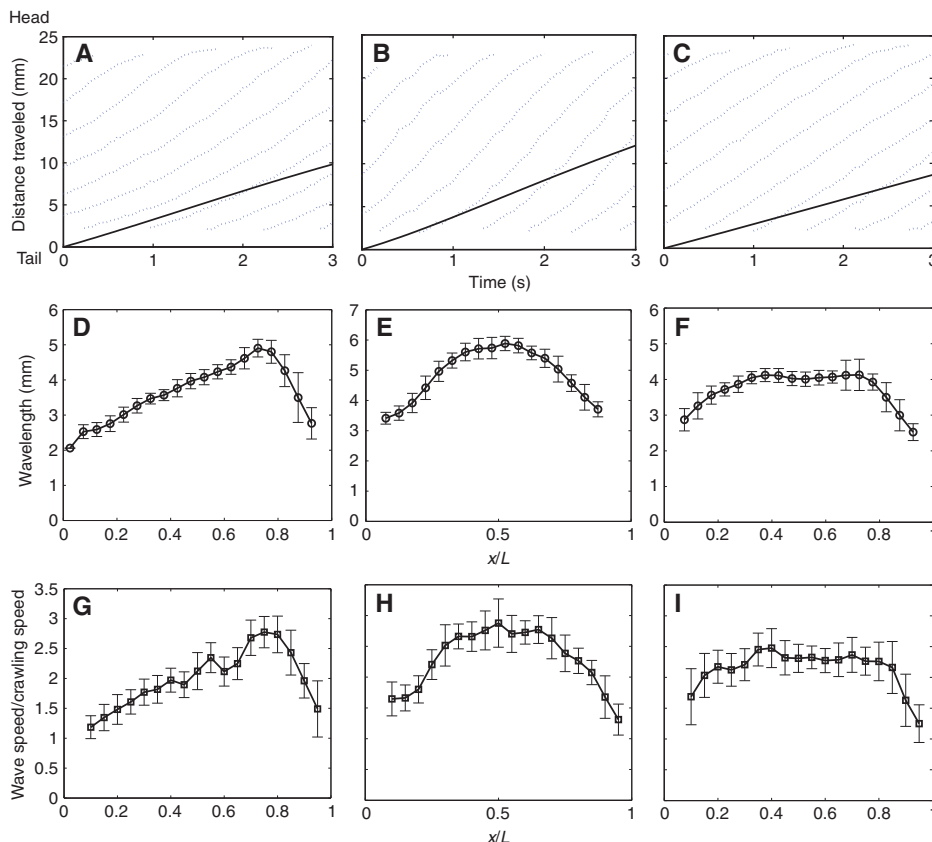 Head
A
B
C
Distance traveled (mm)
25
20
15
10
5
0
Tail
0 1 2 3
0 1 2 3
0 1 2 3
Time (s)
D
E
F
Wavelength (mm)
6
5
4
3
2
1
0
7
6
5
4
3
2
1
0
6
5
4
3
2
1
0
0 0.2 0.4 0.6 0.8 1
0 0.5 1
0 0.2 0.4 0.6 0.8 1
x/L
G
H
I
Wave speed/crawling speed
3.5
3
2.5
2
1.5
1
0.5
0
0 0.2 0.4 0.6 0.8 1
0 0.5 1
0 0.2 0.4 0.6 0.8 1
x/L